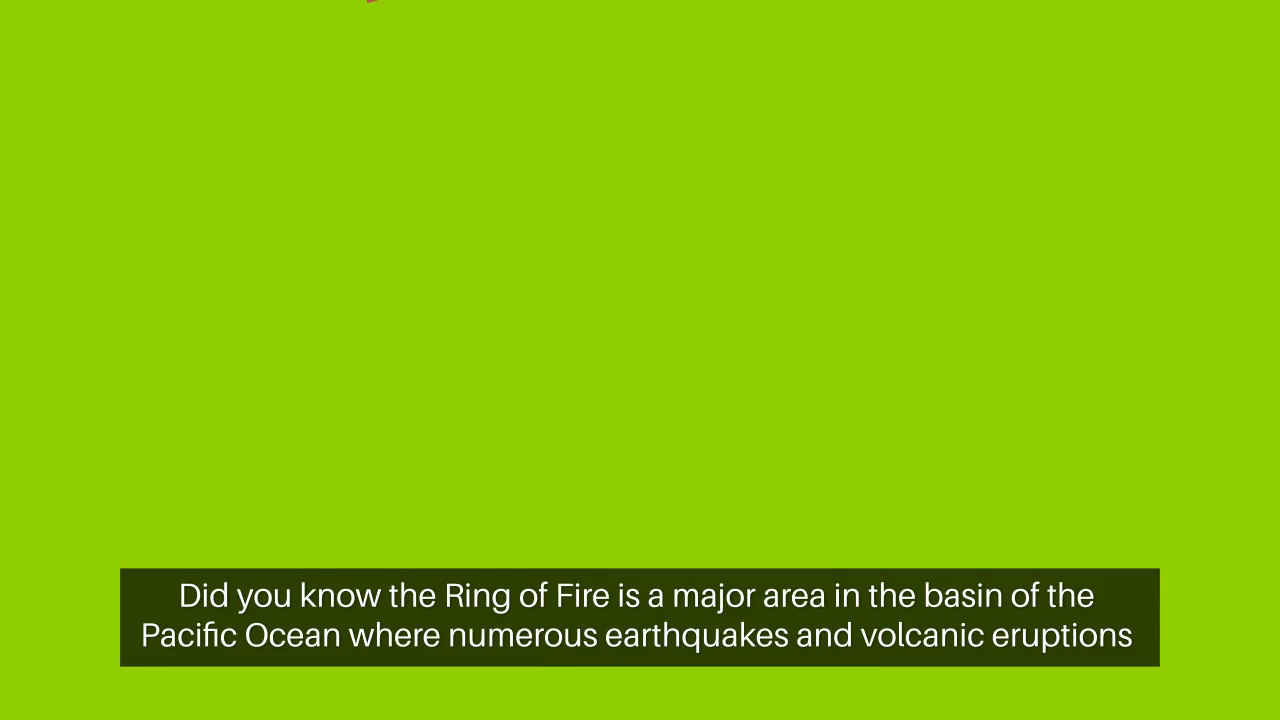 Did you know the Ring of Fire is a major area in the basin of the
Pacific Ocean where numerous earthquakes and volcanic eruptions